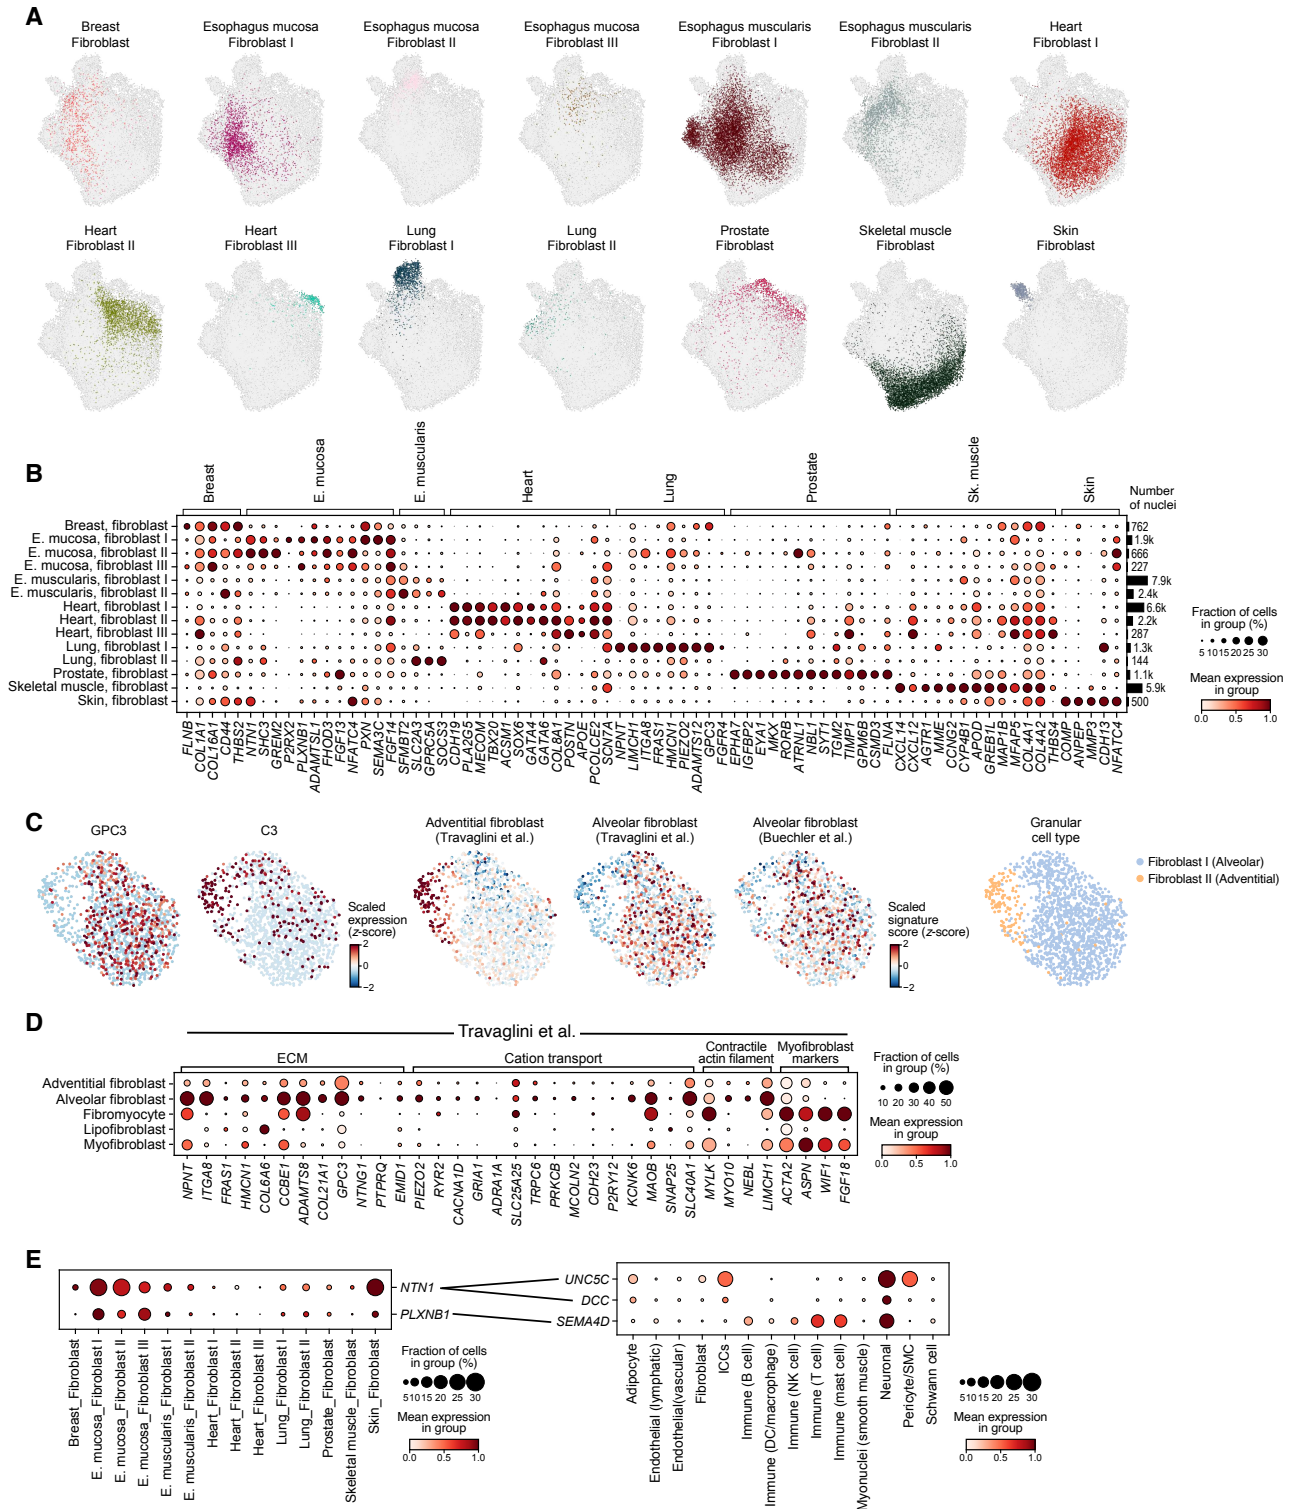 A
Breast
Fibroblast
Esophagus mucosa
Fibroblast I
Esophagus mucosa
Fibroblast II
Esophagus mucosa
Fibroblast III
Esophagus muscularis
Fibroblast I
Esophagus muscularis
Fibroblast II
Heart
Fibroblast I
Heart
Fibroblast II
Heart
Fibroblast III
Lung
Fibroblast I
Lung
Fibroblast II
Prostate
Fibroblast
Skeletal muscle
Fibroblast
Skin
Fibroblast
B
Breast
E. mucosa
E. muscularis
Heart
Lung
Prostate
Sk. muscle
Skin
Number
of nuclei
Breast, fibroblast
762
E. mucosa, fibroblast I
1.9k
E. mucosa, fibroblast II
666
E. mucosa, fibroblast III
227
E. muscularis, fibroblast I
7.9k
E. muscularis, fibroblast II
2.4k
Heart, fibroblast I
6.6k
Heart, fibroblast II
2.2k
Heart, fibroblast III
287
Lung, fibroblast I
1.3k
Lung, fibroblast II
144
Prostate, fibroblast
1.1k
Skeletal muscle, fibroblast
5.9k
Skin, fibroblast
500
FLNB
COL1A1
COL16A1
CD44
THBS1
NTN1
SHC3
GREM2
P2RX2
PLXNB1
ADAMTSL1
FHOD3
FGF13
NFATC4
PAXN
SEMA3C
FGF14
SFMBT2
SLC2A3
GPRC5A
SOCS3
CDH19
PLA2G5
MECOM
TBX20
ACSM1
SOX6
GATA4
GATA6
COL8A1
POSTN
APOE
PCOLCE2
SCN7A
NPNT
LIMCH1
ITGA8
FRAS1
HMCN1
PIEZO2
ADAMTS12
GPC3
FGFR4
EPHA7
IGFBP2
EYA1
MKX
RORB
ATRNL1
NBL1
SYT1
TGM2
TIMP1
GPM6B
CSMD3
FLNA
CXCL14
CXCL12
AGTR1
MME
CCNG2
CYP4B1
APOD
GREB1L
MAP1B
MFAP5
COL4A1
COL4A2
THBS4
COMP
ANPEP
MMP3
CDH13
NFATC4
Fraction of cells
in group (%)
5 10 15 20 25 30
Mean expression
in group
0.0 0.5 1.0
C
GPC3
C3
Scaled
expression
(z-score)
2
0
−2
Adventitial fibroblast
(Travaglini et al.)
Alveolar fibroblast
(Travaglini et al.)
Alveolar fibroblast
(Buechler et al.)
Scaled
signature
score (z-score)
2
0
−2
Granular
cell type
Fibroblast I (Alveolar)
Fibroblast II (Adventitial)
D
Travaglini et al.
ECM
Cation transport
Contractile
actin filament
Myofibroblast
markers
Adventitial fibroblast
Alveolar fibroblast
Fibromyocyte
Lipofibroblast
Myofibroblast
NPNT
ITGA8
FRAS1
HMCN1
COL6A6
CCBE1
ADAMTS8
COL21A1
GPC3
NTNG1
PTPRQ
EMID1
PIEZO2
RYR2
CACNA1D
GRIA1
ADRA1A
SLC25A25
TRPC6
PRKCB
MCOLN2
CDH23
P2RY12
KCNK6
MAOB
SNAP25
SLC40A1
MYLK
MYO10
NEBL
LIMCH1
ACTA2
ASPN
WIF1
FGF18
Fraction of cells
in group (%)
10 20 30 40 50
Mean expression
in group
0.0 0.5 1.0
E
NTN1
PLXNB1
UNC5C
DCC
SEMA4D
Breast_Fibroblast
E. mucosa_Fibroblast I
E. mucosa_Fibroblast II
E. mucosa_Fibroblast III
E. muscularis_Fibroblast I
E. muscularis_Fibroblast II
Heart_Fibroblast I
Heart_Fibroblast II
Heart_Fibroblast III
Lung_Fibroblast I
Lung_Fibroblast II
Prostate_Fibroblast
Skeletal muscle_Fibroblast
Skin_Fibroblast
Fraction of cells
in group (%)
5 10 15 20 25 30
Mean expression
in group
0.0 0.5 1.0
Adipocyte
Endothelial (lymphatic)
Endothelial(vascular)
Fibroblast
ICCs
Immune (B cell)
Immune (DC/macrophage)
Immune (NK cell)
Immune (T cell)
Immune (mast cell)
Myonuclei (smooth muscle)
Neuronal
Pericyte/SMC
Schwann cell
5 10 15 20 25 30
Mean expression
in group
0.0 0.5 1.0